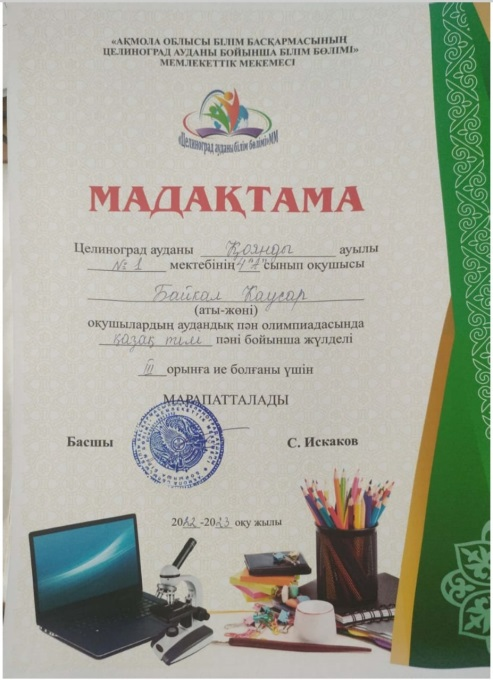 «АҚМОЛА ОБЛЫСЫ БІЛІМ БАСҚАРМАСЫНЫҢ
ЦЕЛИНОГРАД АУДАНЫ БОЙЫНША БІЛІМ БӨЛІМІ»
МЕМЛЕКЕТТІК МЕКЕМЕСІ
«Целиноград ауданы білім бөлімі» ММ
МАДАҚТАМА
Целиноград ауданы Қоянды ауылы
№ 1 мектебінің 4 сынып оқушысы
Байкал Каусар
(аты-жөні)
оқушылардың аудандық пән олимпиадасында
қазақ тілі пәні бойынша жүлделі
III орынға ие болғаны үшін
МАРАПАТТАЛАДЫ
Басшы С. Искаков
2022-2023 оқу жылы